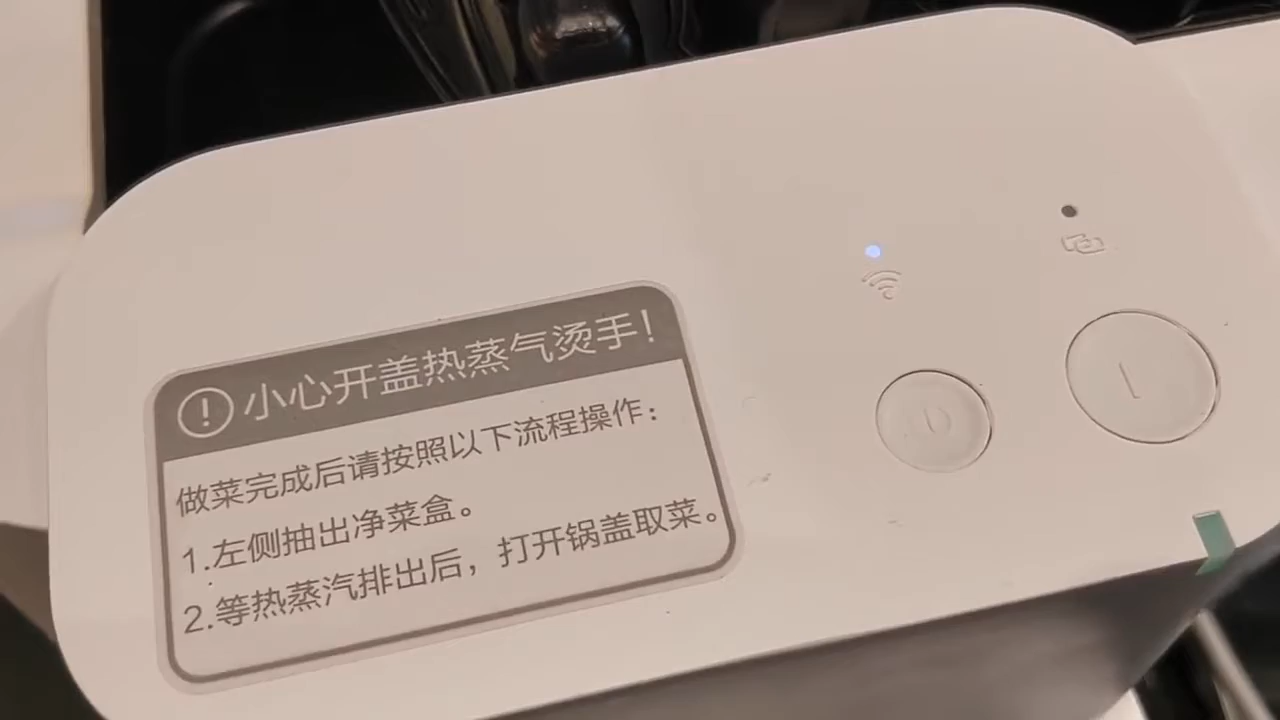 小心开盖热蒸气烫手!
做菜完成后请按照以下流程操作:
1.左侧抽出净菜盒。
2.等热蒸汽排出后，打开锅盖取菜。